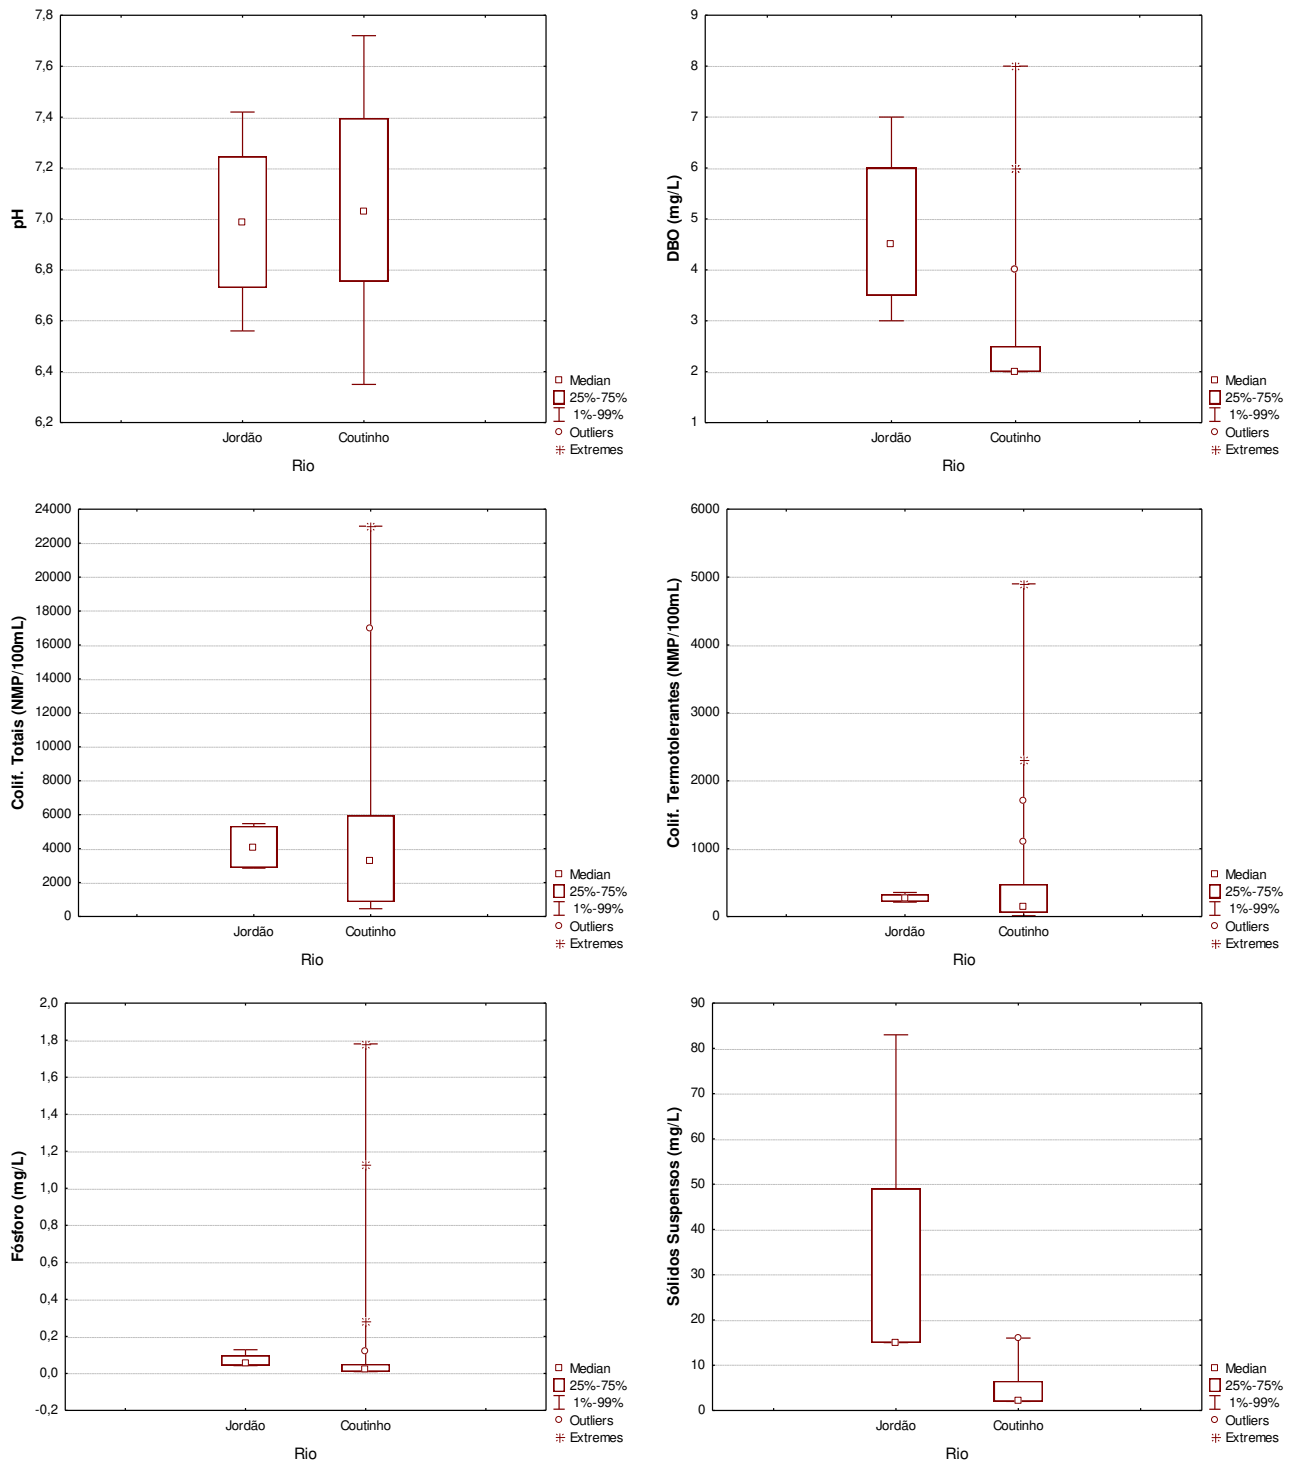 7,8
7,6
7,4
7,2
7,0
6,8
6,6
6,4
6,2
pH
Jordão
Coutinho
Rio
Median
25%-75%
1%-99%
Outliers
Extremes
9
8
7
6
5
4
3
2
1
DBO (mg/L)
Jordão
Coutinho
Rio
Median
25%-75%
1%-99%
Outliers
Extremes
24000
22000
20000
18000
16000
14000
12000
10000
8000
6000
4000
2000
0
Colif. Totais (NMP/100mL)
Jordão
Coutinho
Rio
Median
25%-75%
1%-99%
Outliers
Extremes
6000
5000
4000
3000
2000
1000
0
Colif. Termotolerantes (NMP/100mL)
Jordão
Coutinho
Rio
Median
25%-75%
1%-99%
Outliers
Extremes
2,0
1,8
1,6
1,4
1,2
1,0
0,8
0,6
0,4
0,2
0,0
-0,2
Fósforo (mg/L)
Jordão
Coutinho
Rio
Median
25%-75%
1%-99%
Outliers
Extremes
90
80
70
60
50
40
30
20
10
0
Sólidos Suspensos (mg/L)
Jordão
Coutinho
Rio
Median
25%-75%
1%-99%
Outliers
Extremes